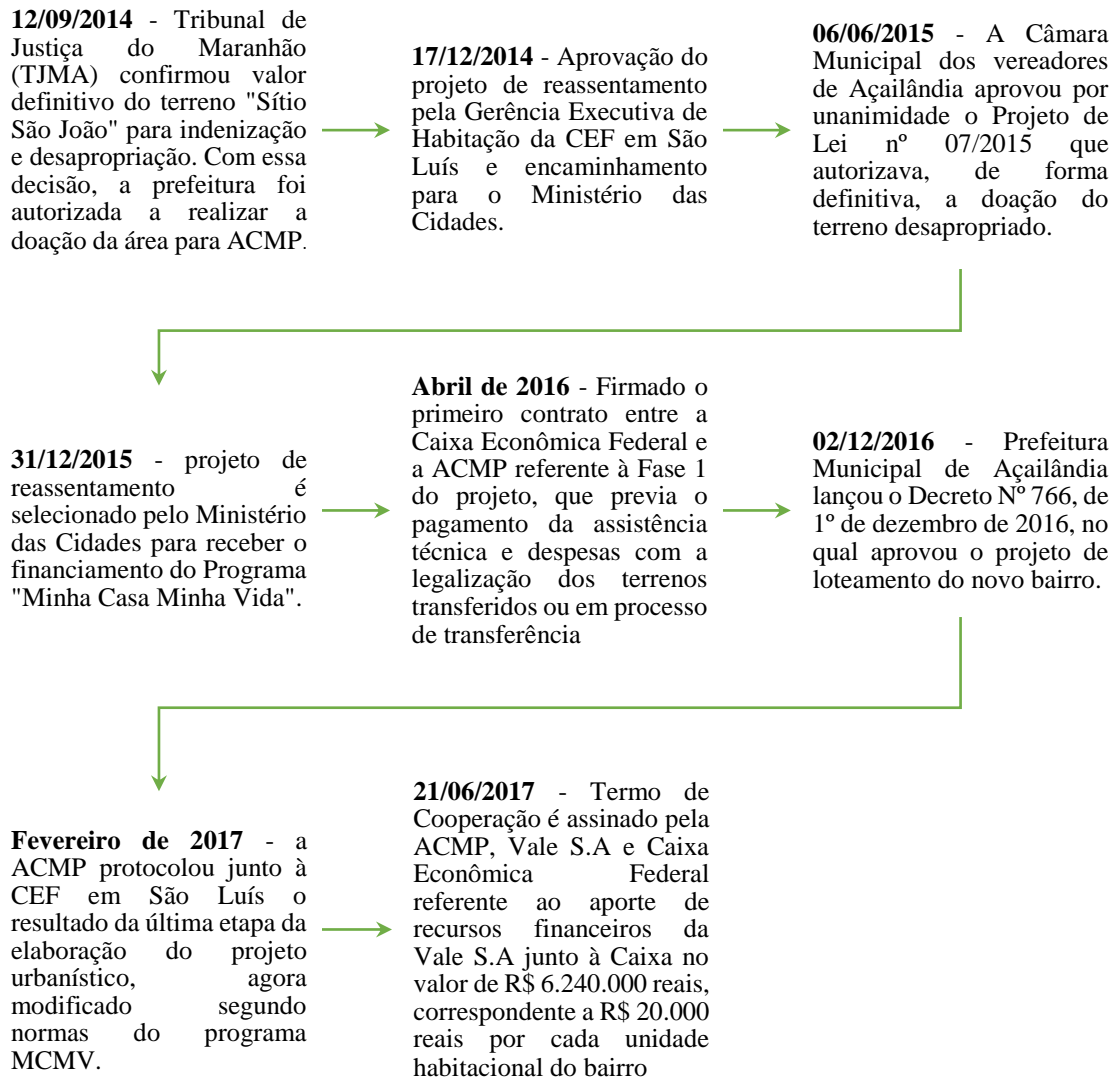 12/09/2014 - Tribunal de
Justiça do Maranhão
(TJMA) confirmou valor
definitivo do terreno "Sítio
São João" para indenização
e desapropriação. Com essa
decisão, a prefeitura foi
autorizada a realizar a
doação da área para ACMP.
17/12/2014 - Aprovação do
projeto de reassentamento
pela Gerência Executiva de
Habitação da CEF em São
Luís e encaminhamento
para o Ministério das
Cidades.
06/06/2015 - A Câmara
Municipal dos vereadores
de Açailândia aprovou por
unanimidade o Projeto de
Lei nº 07/2015 que
autorizava, de forma
definitiva, a doação do
terreno desapropriado.
31/12/2015 - projeto de
reassentamento é
selecionado pelo Ministério
das Cidades para receber o
financiamento do Programa
"Minha Casa Minha Vida".
Abril de 2016 - Firmado o
primeiro contrato entre a
Caixa Econômica Federal e
a ACMP referente à Fase 1
do projeto, que previa o
pagamento da assistência
técnica e despesas com a
legalização dos terrenos
transferidos ou em processo
de transferência
02/12/2016 - Prefeitura
Municipal de Açailândia
lançou o Decreto Nº 766, de
1º de dezembro de 2016, no
qual aprovou o projeto de
loteamento do novo bairro.
Fevereiro de 2017 - a
ACMP protocolou junto à
CEF em São Luís o
resultado da última etapa da
elaboração do projeto
urbanístico, agora
modificado segundo
normas do programa
MCMV.
21/06/2017 - Termo de
Cooperação é assinado pela
ACMP, Vale S.A e Caixa
Econômica Federal
referente ao aporte de
recursos financeiros da
Vale S.A junto à Caixa no
valor de R$ 6.240.000 reais,
correspondente a R$ 20.000
reais por cada unidade
habitacional do bairro